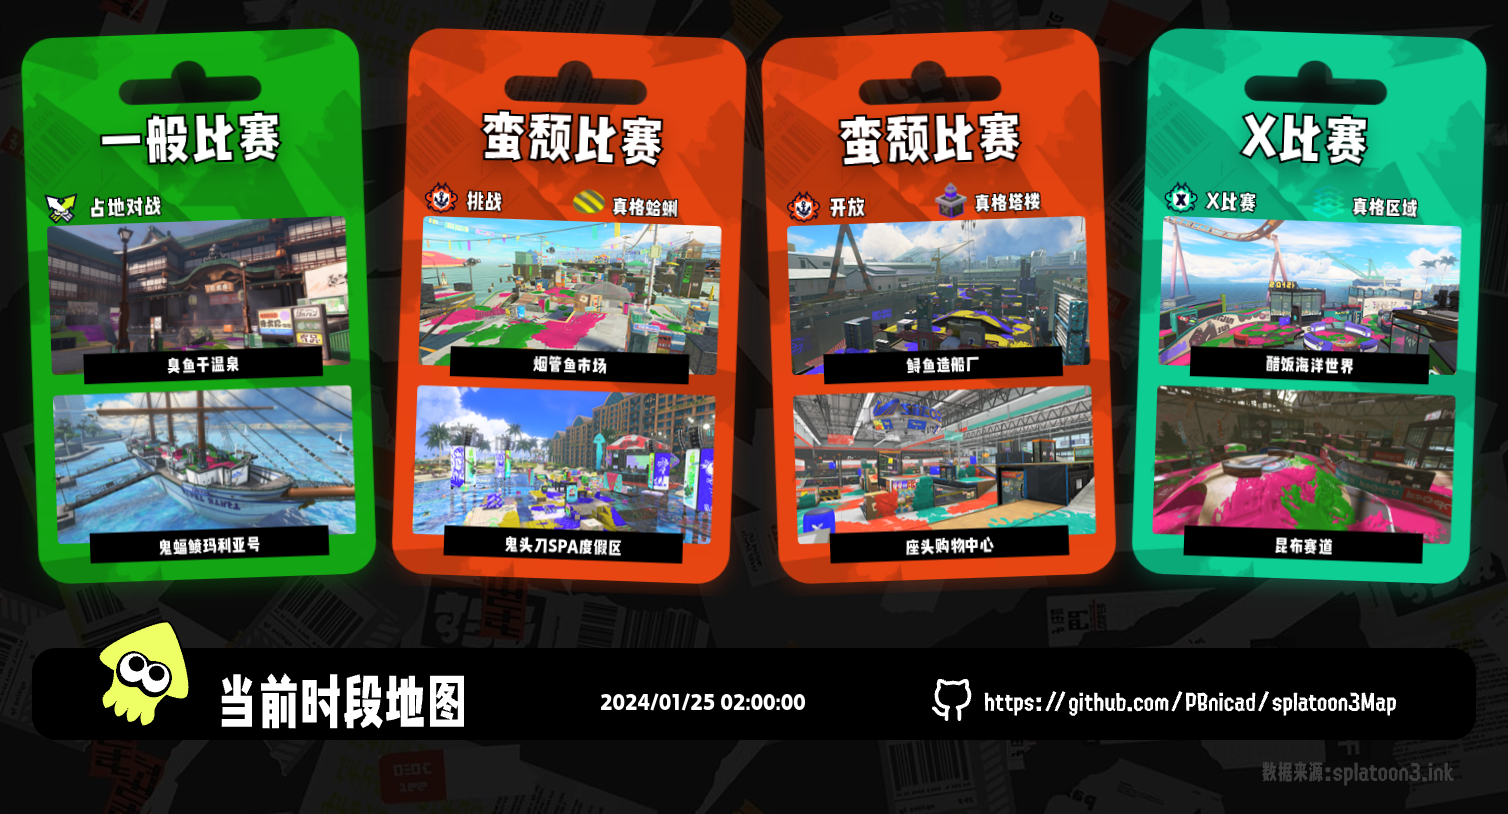 一般比赛
占地对战
臭鱼干温泉
鬼蝠鲼玛利亚号
蛮颓比赛
挑战
真格蛤蜊
烟管鱼市场
鬼头刀SPA度假区
蛮颓比赛
开放
真格塔楼
鲟鱼造船厂
座头购物中心
X比赛
X比赛
真格区域
醋饭海洋世界
昆布赛道
当前时段地图
2024/01/25 02:00:00
https://github.com/PBnicad/splatoon3Map
数据来源:splatoon3.ink